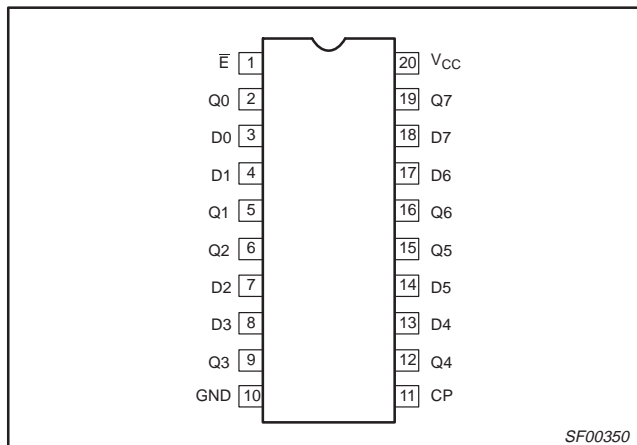 E̅ 1 20 VCC
Q0 2 19 Q7
D0 3 18 D7
D1 4 17 D6
Q1 5 16 Q6
Q2 6 15 Q5
D2 7 14 D5
D3 8 13 D4
Q3 9 12 Q4
GND 10 11 CP
SF00350